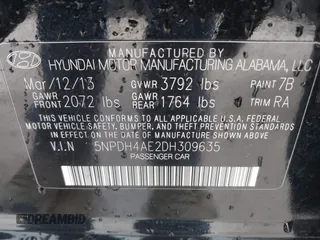 MANUFACTURED BY
HYUNDAI MOTOR MANUFACTURING ALABAMA, LLC
Mar/12/13 GVWR 3792 lbs PAINT 7B
GAWR FRONT 2072 lbs GAWR REAR 1764 lbs TRIM RA
THIS VEHICLE CONFORMS TO ALL APPLICABLE U.S.
FEDERAL MOTOR VEHICLE SAFETY, BUMPER,
AND THEFT PREVENTION STANDARDS
IN EFFECT ON THE DATE OF MANUFACTURE
SHOWN ABOVE.
V.I.N 5NPDH4AE2DH309635
PASSENGER CAR
DREAMBID